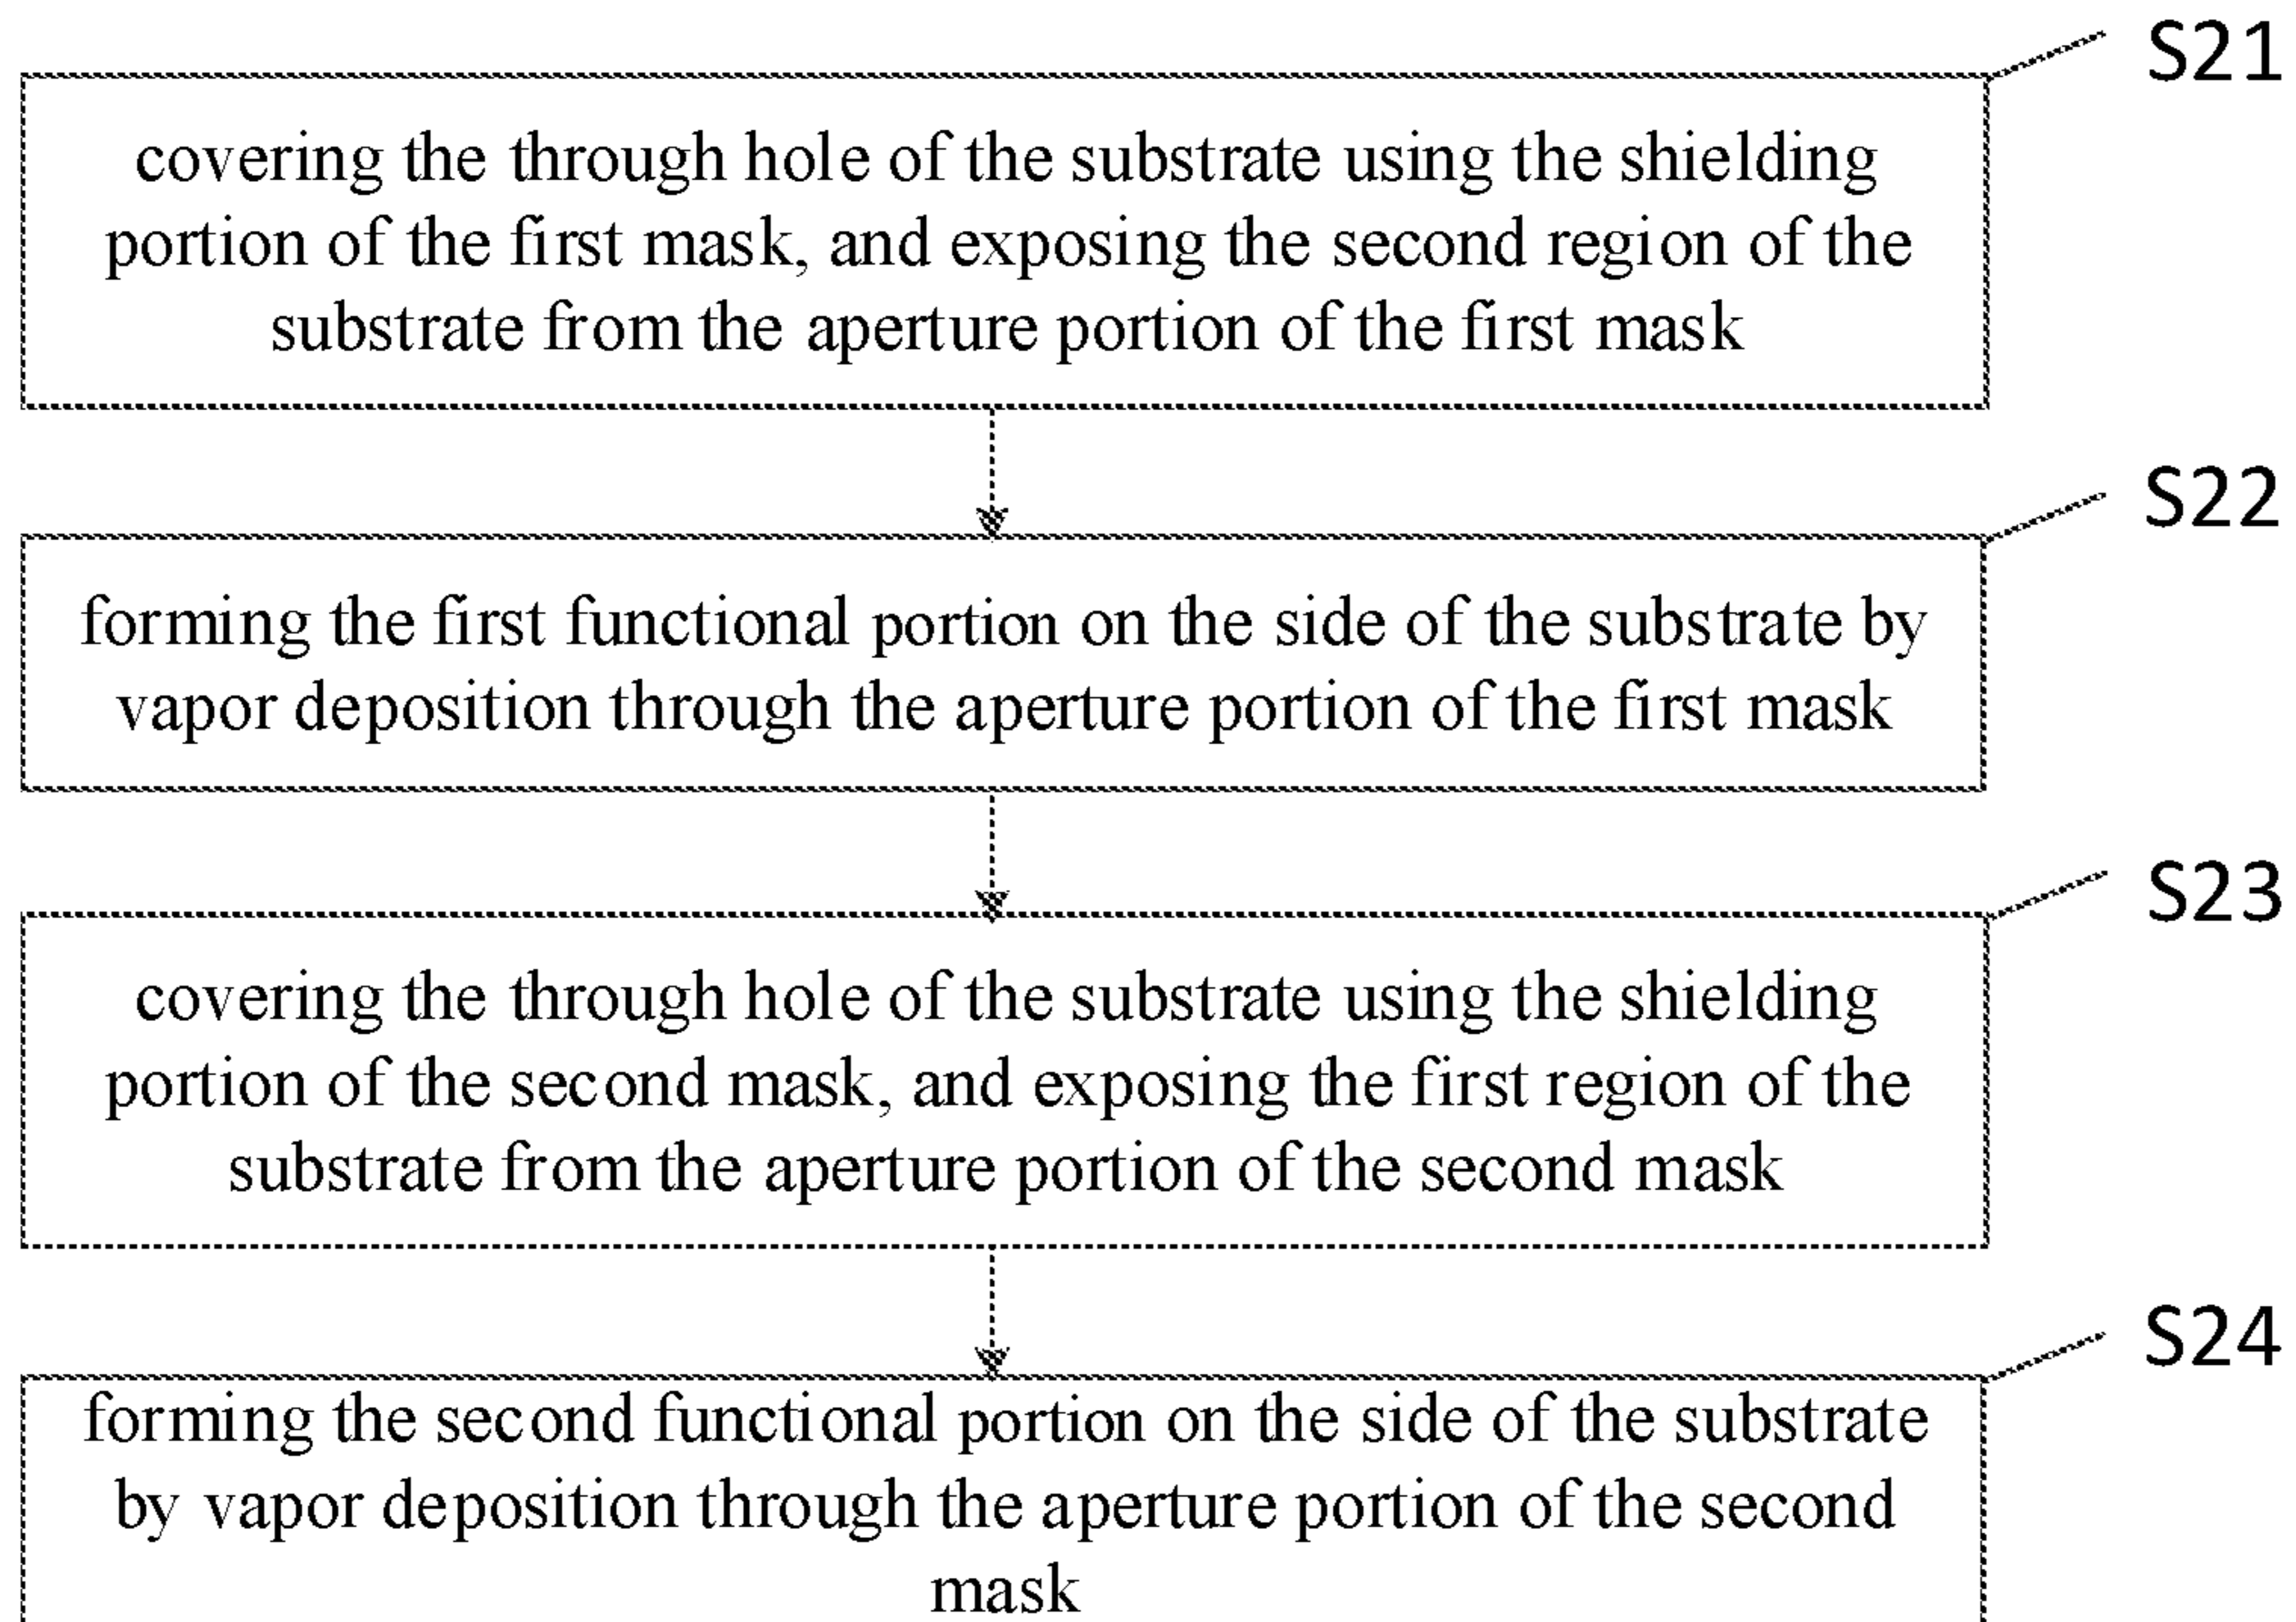 S21
covering the through hole of the substrate using the shielding
portion of the first mask, and exposing the second region of the
substrate from the aperture portion of the first mask
S22
forming the first functional portion on the side of the substrate by
vapor deposition through the aperture portion of the first mask
S23
covering the through hole of the substrate using the shielding
portion of the second mask, and exposing the first region of the
substrate from the aperture portion of the second mask
S24
forming the second functional portion on the side of the substrate
by vapor deposition through the aperture portion of the second
mask